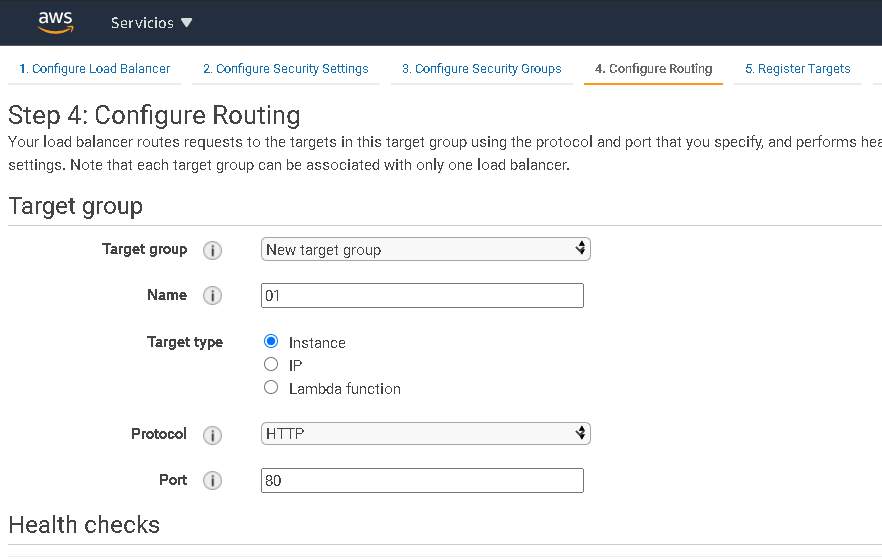 aws Servicios
1. Configure Load Balancer 2. Configure Security Settings 3. Configure Security Groups 4. Configure Routing 5. Register Targets
Step 4: Configure Routing
Your load balancer routes requests to the targets in this target group using the protocol and port that you specify, and performs hea
settings. Note that each target group can be associated with only one load balancer.
Target group
Target group i New target group
Name i 01
Target type Instance
IP
Lambda function
Protocol i HTTP
Port i 80
Health checks